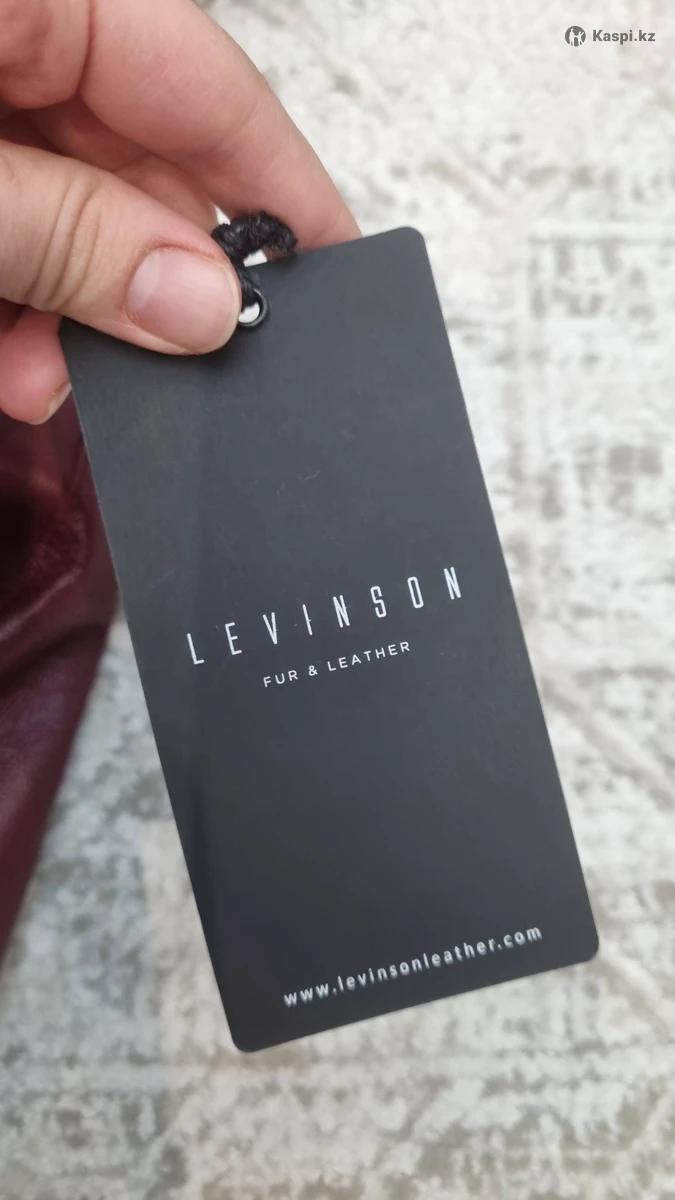 Kaspi.kz
LEVINSON
FUR & LEATHER
www.levinsonleather.com